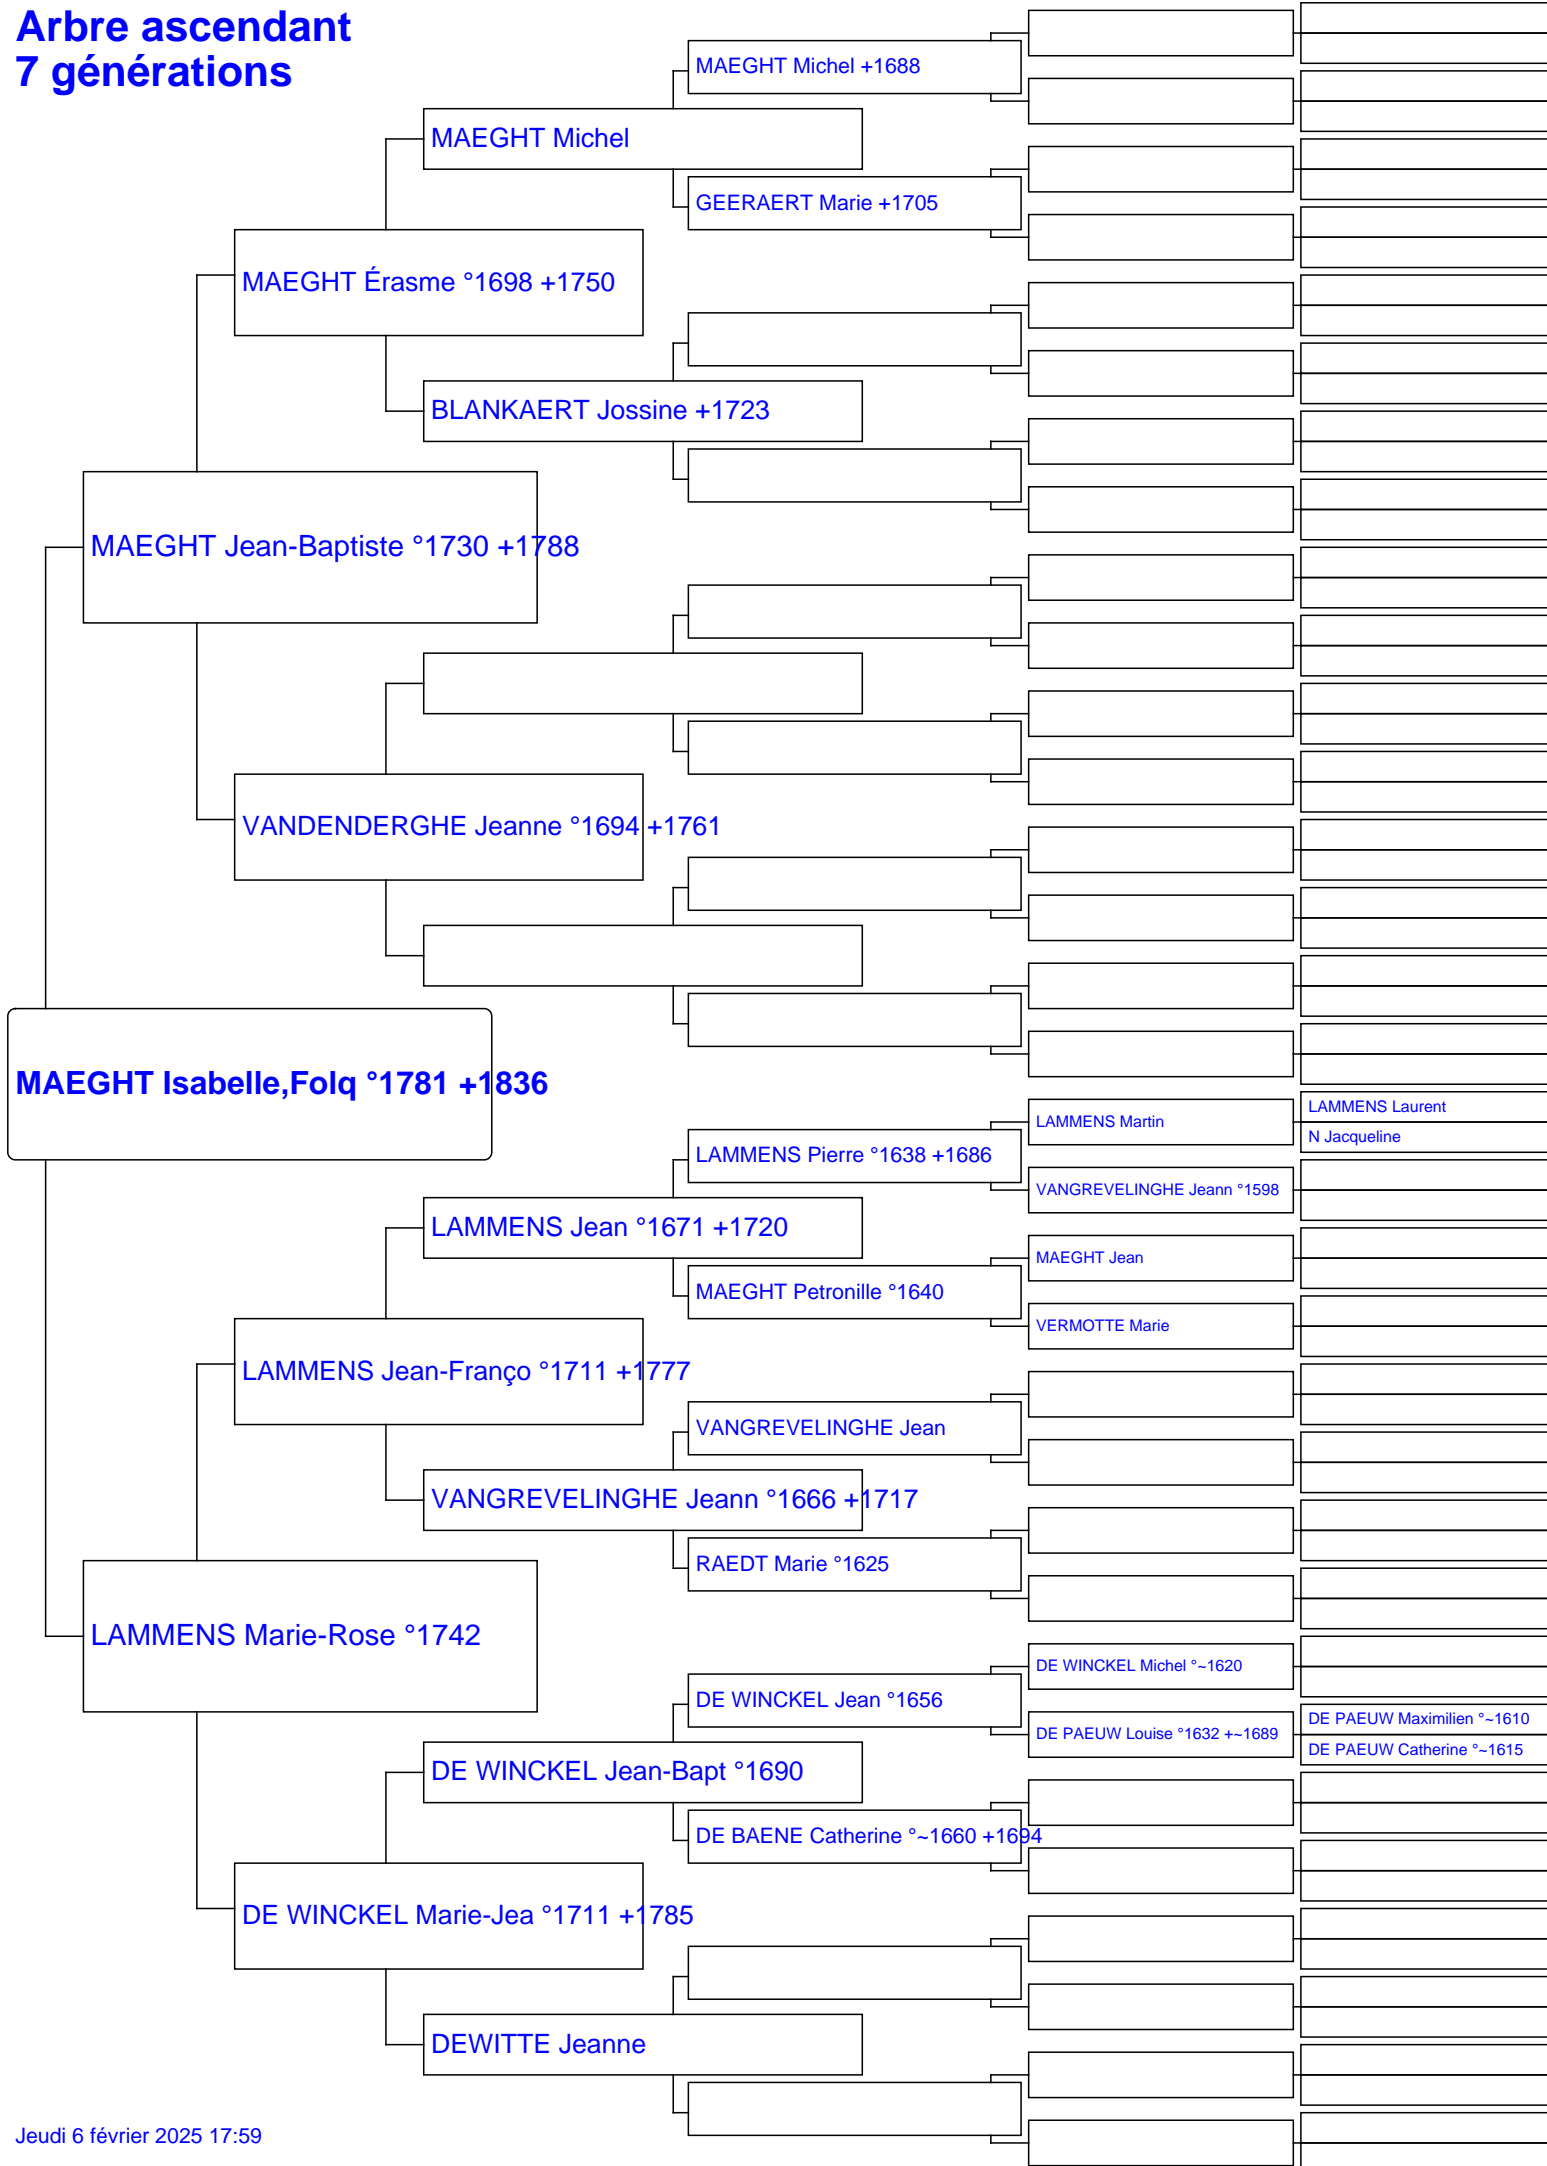 Arbre ascendant
7 générations
MAEGHT Michel +1688
MAEGHT Michel
GEERAERT Marie +1705
MAEGHT Érasme °1698 +1750
BLANKAERT Jossine +1723
MAEGHT Jean-Baptiste °1730 +1788
VANDENDERGHE Jeanne °1694 +1761
MAEGHT Isabelle,Folq °1781 +1836
LAMMENS Laurent
LAMMENS Martin
N Jacqueline
LAMMENS Pierre °1638 +1686
VANGREVELINGHE Jeann °1598
LAMMENS Jean °1671 +1720
MAEGHT Jean
MAEGHT Petronille °1640
VERMOTTE Marie
LAMMENS Jean-Franço °1711 +1777
VANGREVELINGHE Jean
VANGREVELINGHE Jeann °1666 +1717
RAEDT Marie °1625
LAMMENS Marie-Rose °1742
DE WINCKEL Michel °~1620
DE WINCKEL Jean °1656
DE PAEUW Maximilien °~1610
DE PAEUW Louise °1632 +~1689
DE PAEUW Catherine °~1615
DE WINCKEL Jean-Bapt °1690
DE BAENE Catherine °~1660 +1694
DE WINCKEL Marie-Jea °1711 +1785
DEWITTE Jeanne
Jeudi 6 février 2025 17:59